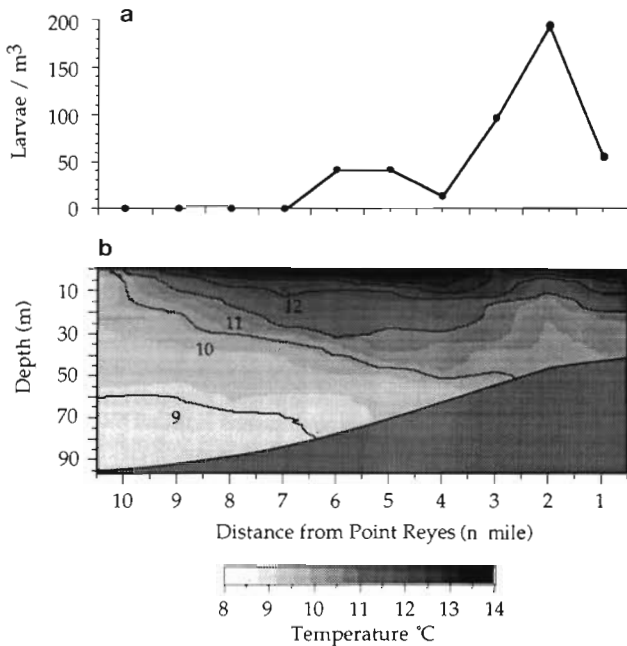 a
Larvae / m³
200
150
100
50
0
b
Depth (m)
10
30
50
70
90
12
11
10
9
10 9 8 7 6 5 4 3 2 1
Distance from Point Reyes (n mile)
8 9 10 11 12 13 14
Temperature °C